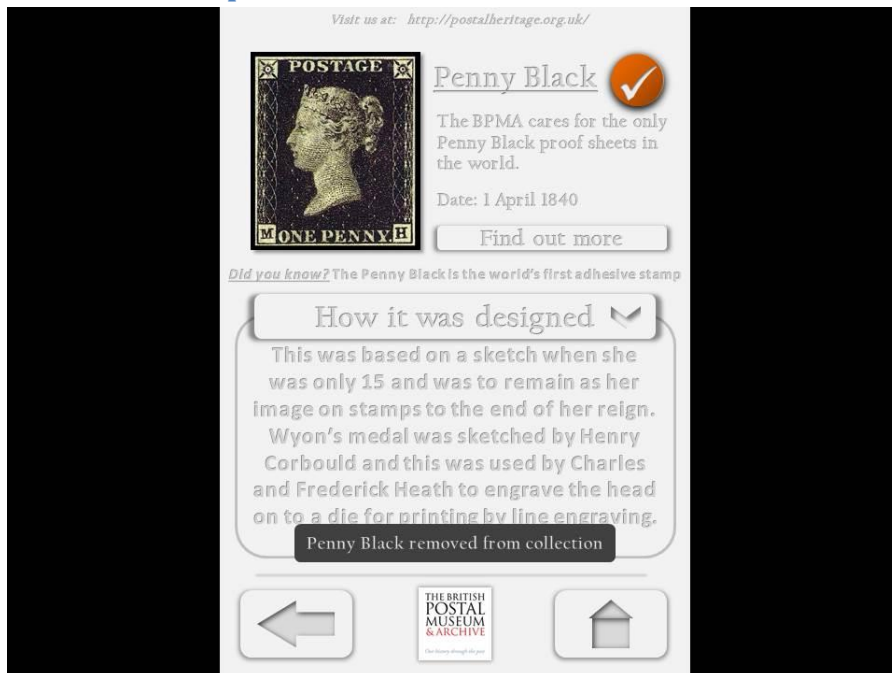 Visit us at: http://postalheritage.org.uk/
POSTAGE
M ONE PENNY. H
Penny Black
The BPMA cares for the only
Penny Black proof sheets in
the world.
Date: 1 April 1840
Find out more
Did you know? The Penny Black is the world's first adhesive stamp
How it was designed
This was based on a sketch when she
was only 15 and was to remain as her
image on stamps to the end of her reign.
Wyon's medal was sketched by Henry
Corbould and this was used by Charles
and Frederick Heath to engrave the head
on to a die for printing by line engraving.
Penny Black removed from collection
THE BRITISH
POSTAL
MUSEUM
& ARCHIVE
Our history through the post